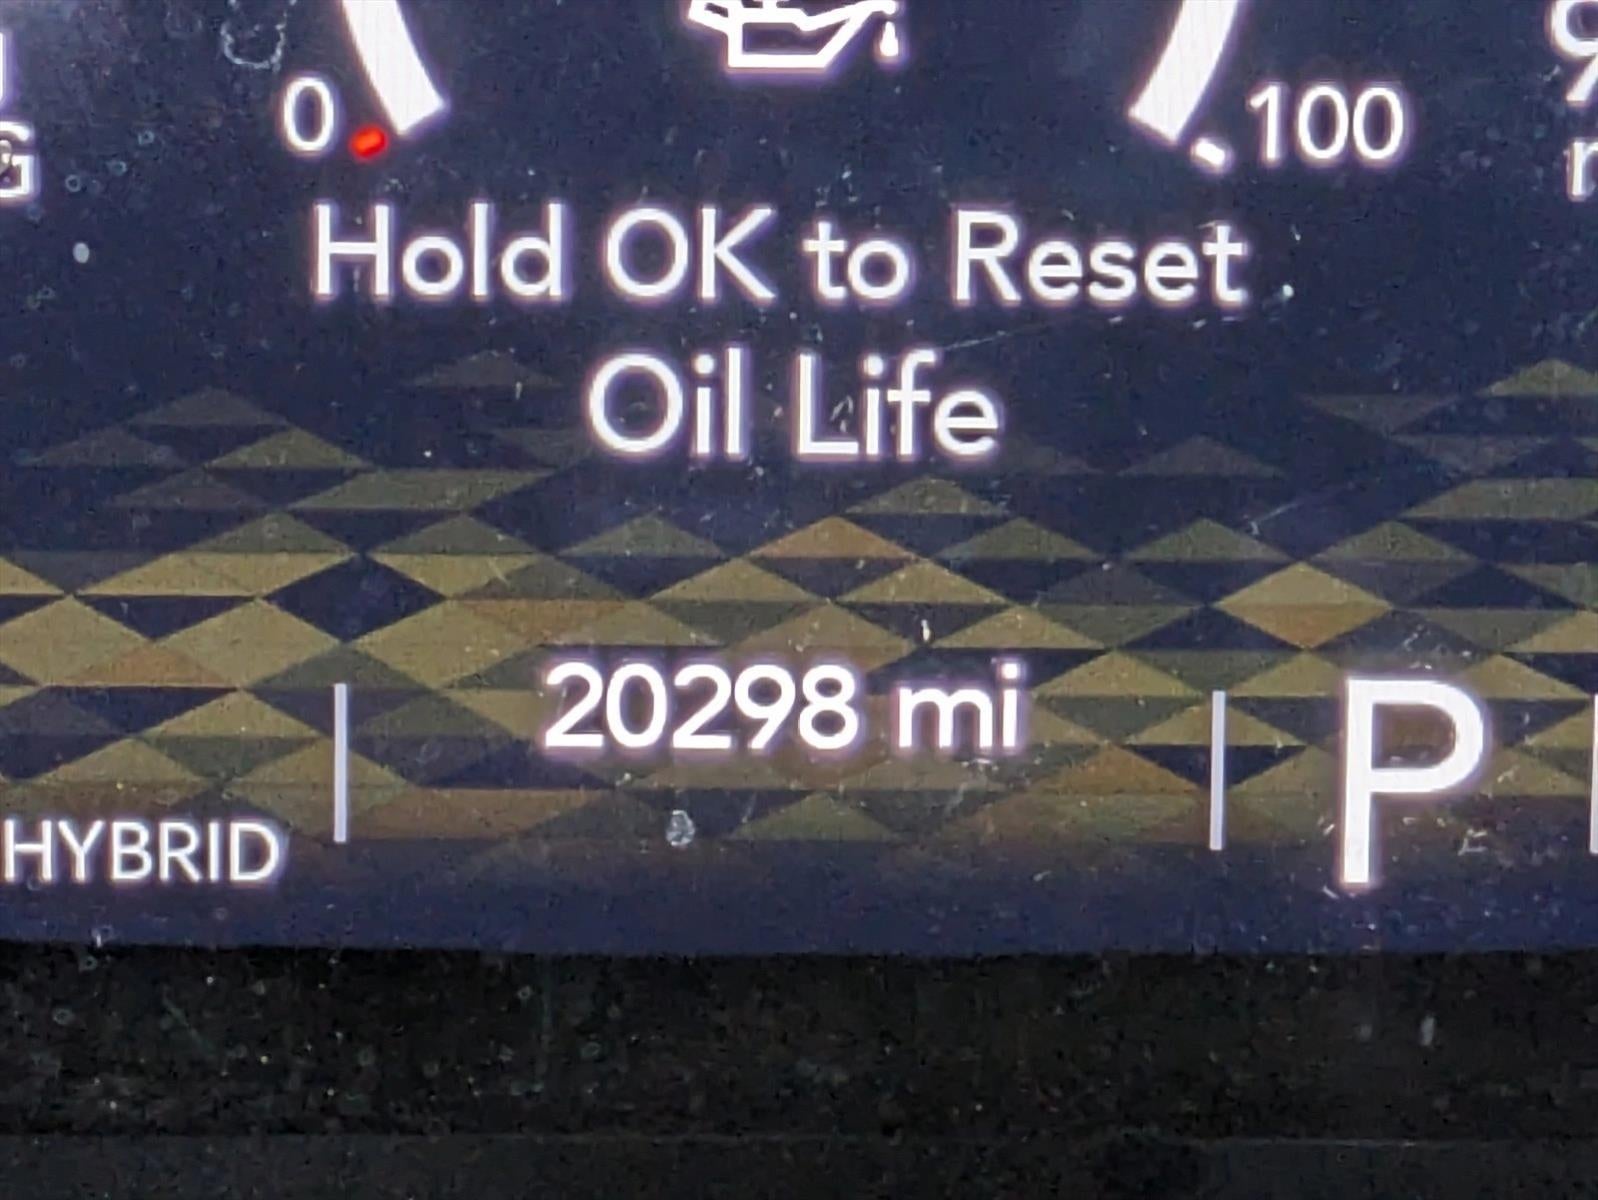 0
100
Hold OK to Reset
Oil Life
20298 mi
P
HYBRID